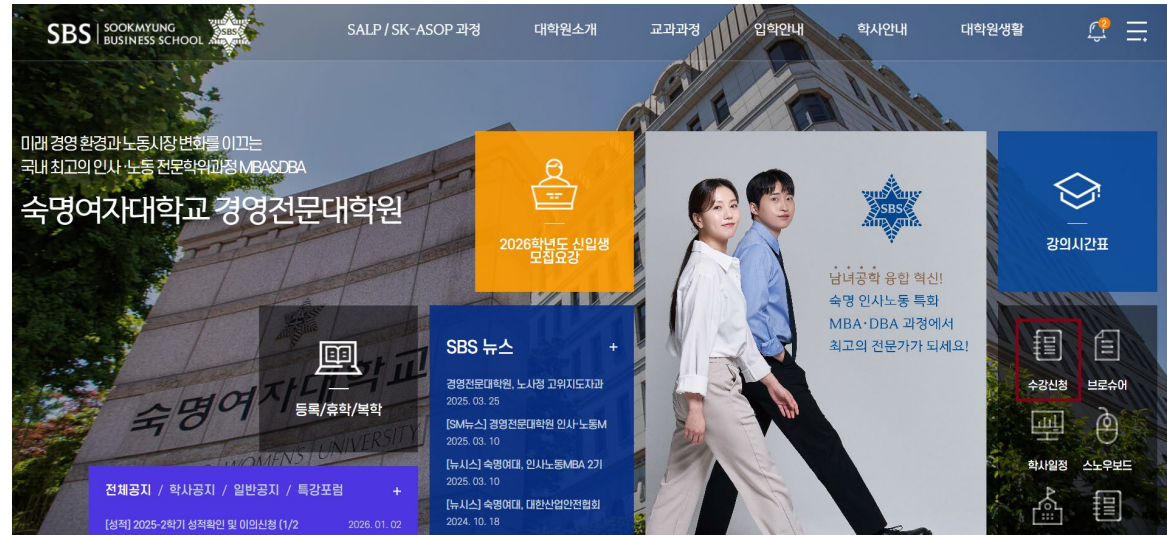 SBS SOOKMYUNG
BUSINESS SCHOOL
SBS
SALP / SK-ASOP 과정
대학원소개
교과과정
입학안내
학사안내
대학원생활
2
미래 경영 환경과 노동시장 변화를 이끄는
국내 최고의 인사·노동 전문학위과정 MBA&DBA
숙명여자대학교 경영전문대학원
2026학년도 신입생
모집요강
SBS
남녀공학 융합 혁신!
숙명 인사노동 특화
MBA·DBA 과정에서
최고의 전문가가 되세요!
강의시간표
숙명여자대학교
WOMEN'S UNIVERSITY
등록/휴학/복학
SBS 뉴스 +
경영전문대학원, 노사정 고위지도자과
2025. 03. 25
[SM뉴스] 경영전문대학원 인사·노동M
2025. 03. 10
[뉴시스] 숙명여대, 인사노동MBA 2기
2025. 03. 10
[뉴시스] 숙명여대, 대한산업안전협회
2024. 10. 18
수강신청
브로슈어
학사일정
스노우보드
전체공지 / 학사공지 / 일반공지 / 특강포럼 +
[성적] 2025-2학기 성적확인 및 이의신청 (1/2
2026. 01. 02